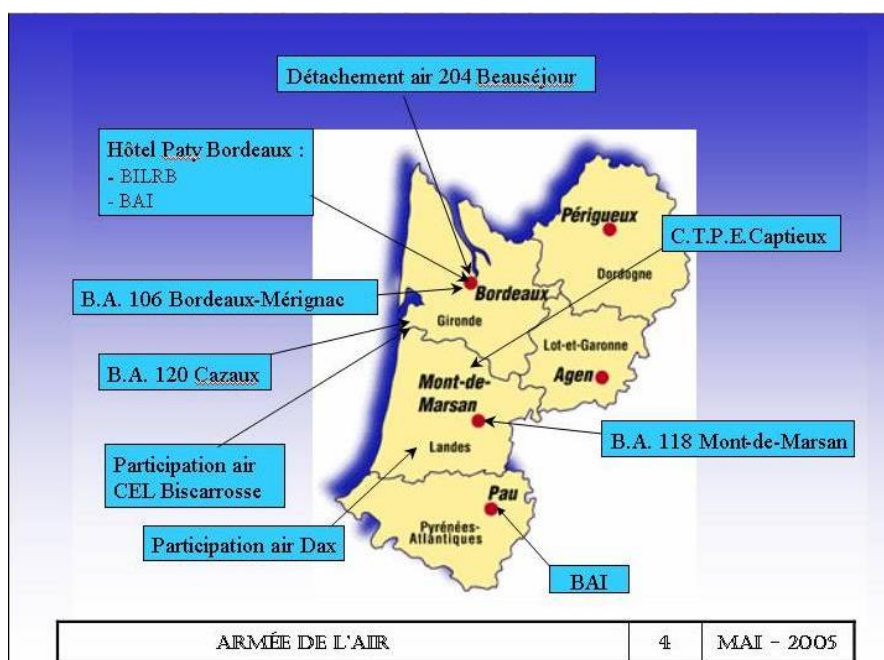 Détachement air 204 Beauséjour
Hôtel Paty Bordeaux :
- BILRB
- BAI
Périgueux
C.T.P.E.Captieux
Dordogne
B.A. 106 Bordeaux-Mérignac
Bordeaux
Gironde
Lot-et-Garonne
B.A. 120 Cazaux
Mont-de-
Marsan
Agen
Landes
B.A. 118 Mont-de-Marsan
Participation air
CEL Biscarrosse
Pau
Participation air Dax
Pyrénées-
Atlantiques
BAI
ARMÉE DE L'AIR 4 MAI - 2005